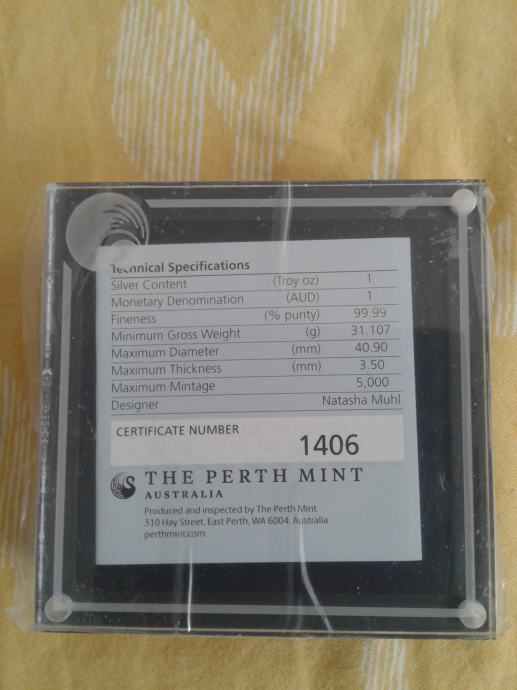 Technical Specifications
Silver Content (Troy oz) 1
Monetary Denomination (AUD) 1
Fineness (% purity) 99.99
Minimum Gross Weight (g) 31.107
Maximum Diameter (mm) 40.90
Maximum Thickness (mm) 3.50
Maximum Mintage 5,000
Designer Natasha Muhl
CERTIFICATE NUMBER
1406
THE PERTH MINT
AUSTRALIA
Produced and inspected by The Perth Mint
310 Hay Street, East Perth, WA 6004, Australia
perthmint.com